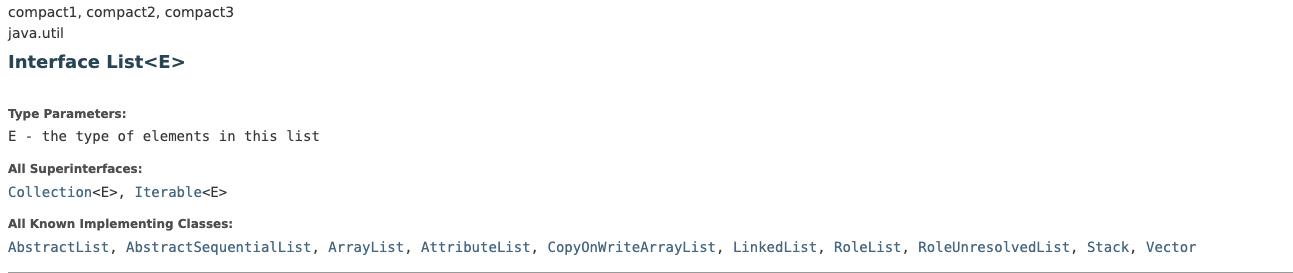 compact1, compact2, compact3
java.util
Interface List<E>
Type Parameters:
E - the type of elements in this list
All Superinterfaces:
Collection<E>, Iterable<E>
All Known Implementing Classes:
AbstractList, AbstractSequentialList, ArrayList, AttributeList, CopyOnWriteArrayList, LinkedList, RoleList, RoleUnresolvedList, Stack, Vector